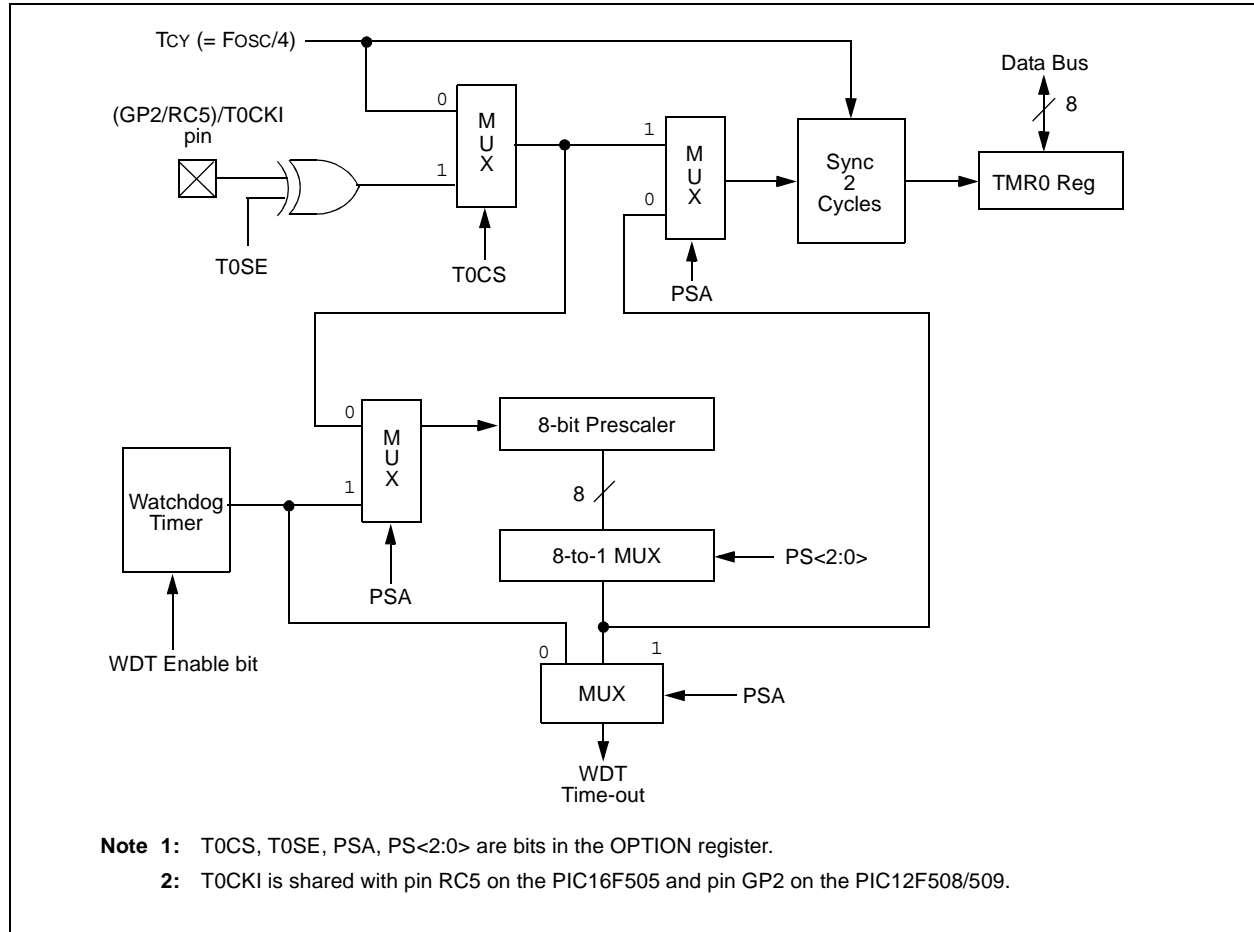 TCY (= FOSC/4)
Data Bus
8
(GP2/RC5)/T0CKI
pin
0
1
MUX
T0SE
T0CS
1
0
MUX
PSA
Sync
2
Cycles
TMR0 Reg
0
1
MUX
PSA
8-bit Prescaler
8
8-to-1 MUX
PS<2:0>
Watchdog
Timer
WDT Enable bit
0
1
MUX
PSA
WDT
Time-out
Note 1: T0CS, T0SE, PSA, PS<2:0> are bits in the OPTION register.
2: T0CKI is shared with pin RC5 on the PIC16F505 and pin GP2 on the PIC12F508/509.